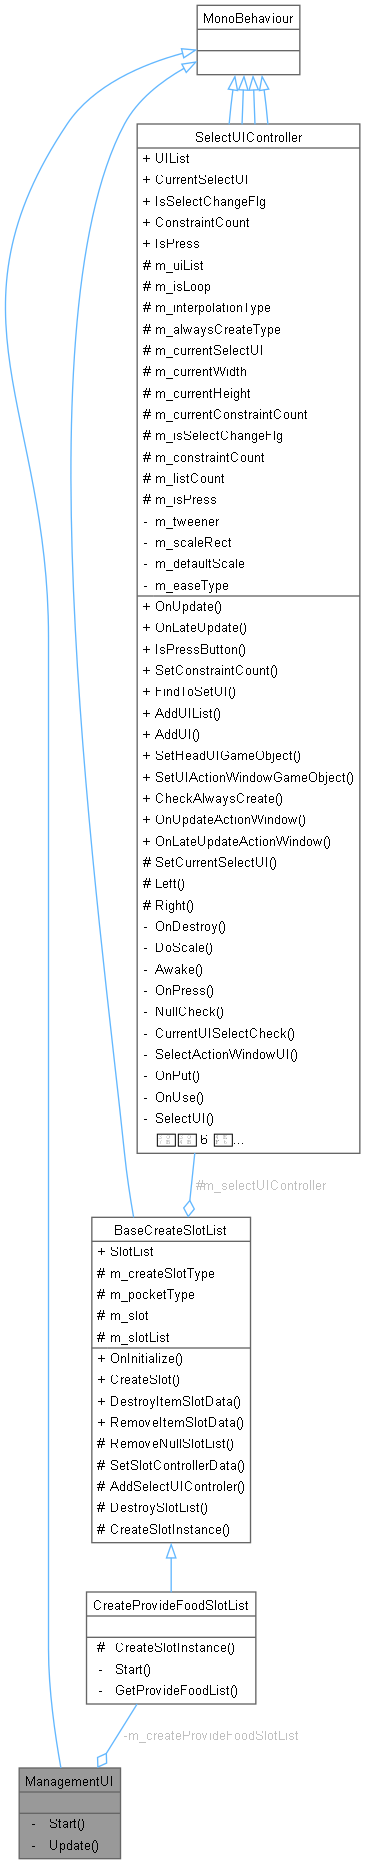 MonoBehaviour
SelectUIController
+ UIList
+ CurrentSelectUI
+ IsSelectChangeFlg
+ ConstraintCount
+ IsPress
# m_uiList
# m_isLoop
# m_interpolationType
# m_alwaysCreateType
# m_currentSelectUI
# m_currentWidth
# m_currentHeight
# m_currentConstraintCount
# m_isSelectChangeFlg
# m_constraintCount
# m_listCount
# m_isPress
- m_tweener
- m_scaleRect
- m_defaultScale
- m_easeType
+ OnUpdate()
+ OnLateUpdate()
+ IsPressButton()
+ SetConstraintCount()
+ FindToSetUI()
+ AddUIList()
+ AddUI()
+ SetHeadUIGameObject()
+ SetUIActionWindowGameObject()
+ CheckAlwaysCreate()
+ OnUpdateActionWindow()
+ OnLateUpdateActionWindow()
# SetCurrentSelectUI()
# Left()
# Right()
- OnDestroy()
- DoScale()
- Awake()
- OnPress()
- NullCheck()
- CurrentUISelectCheck()
- SelectActionWindowUI()
- OnPut()
- OnUse()
- SelectUI()
6 ...
#m_selectUIController
BaseCreateSlotList
+ SlotList
# m_createSlotType
# m_pocketType
# m_slot
# m_slotList
+ OnInitialize()
+ CreateSlot()
+ DestroyItemSlotData()
+ RemoveItemSlotData()
# RemoveNullSlotList()
# SetSlotControllerData()
# AddSelectUIControler()
# DestroySlotList()
# CreateSlotInstance()
CreateProvideFoodSlotList
# CreateSlotInstance()
- Start()
- GetProvideFoodList()
-m_createProvideFoodSlotList
ManagementUI
- Start()
- Update()